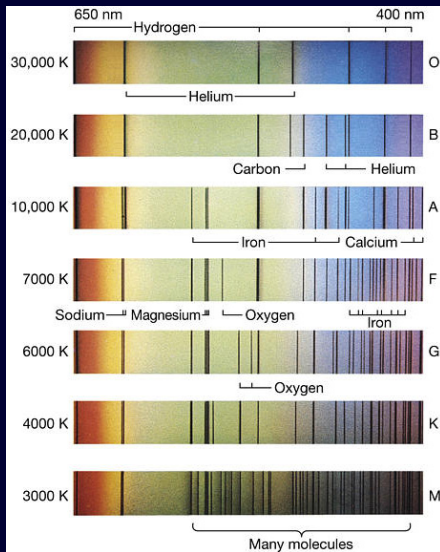 650 nm 400 nm
Hydrogen
30,000 K O
Helium
20,000 K B
Carbon Helium
10,000 K A
Iron Calcium
7000 K F
Sodium Magnesium Oxygen Iron
6000 K G
Oxygen
4000 K K
3000 K M
Many molecules